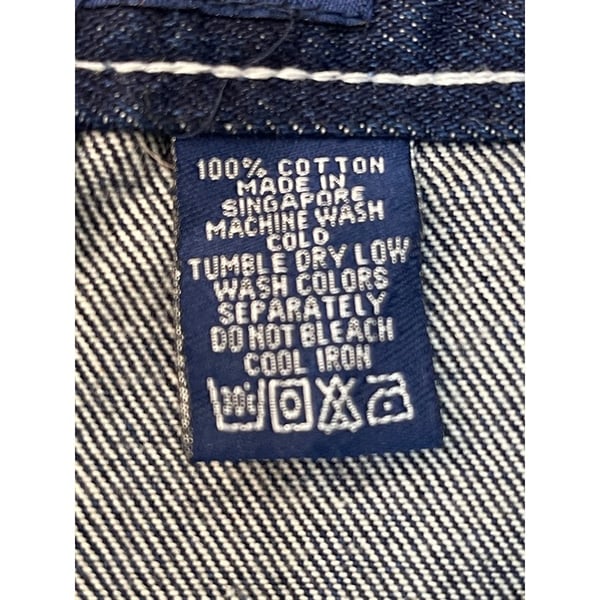 100% COTTON
MADE IN
SINGAPORE
MACHINE WASH
COLD
TUMBLE DRY LOW
WASH COLORS
SEPARATELY
DO NOT BLEACH
COOL IRON